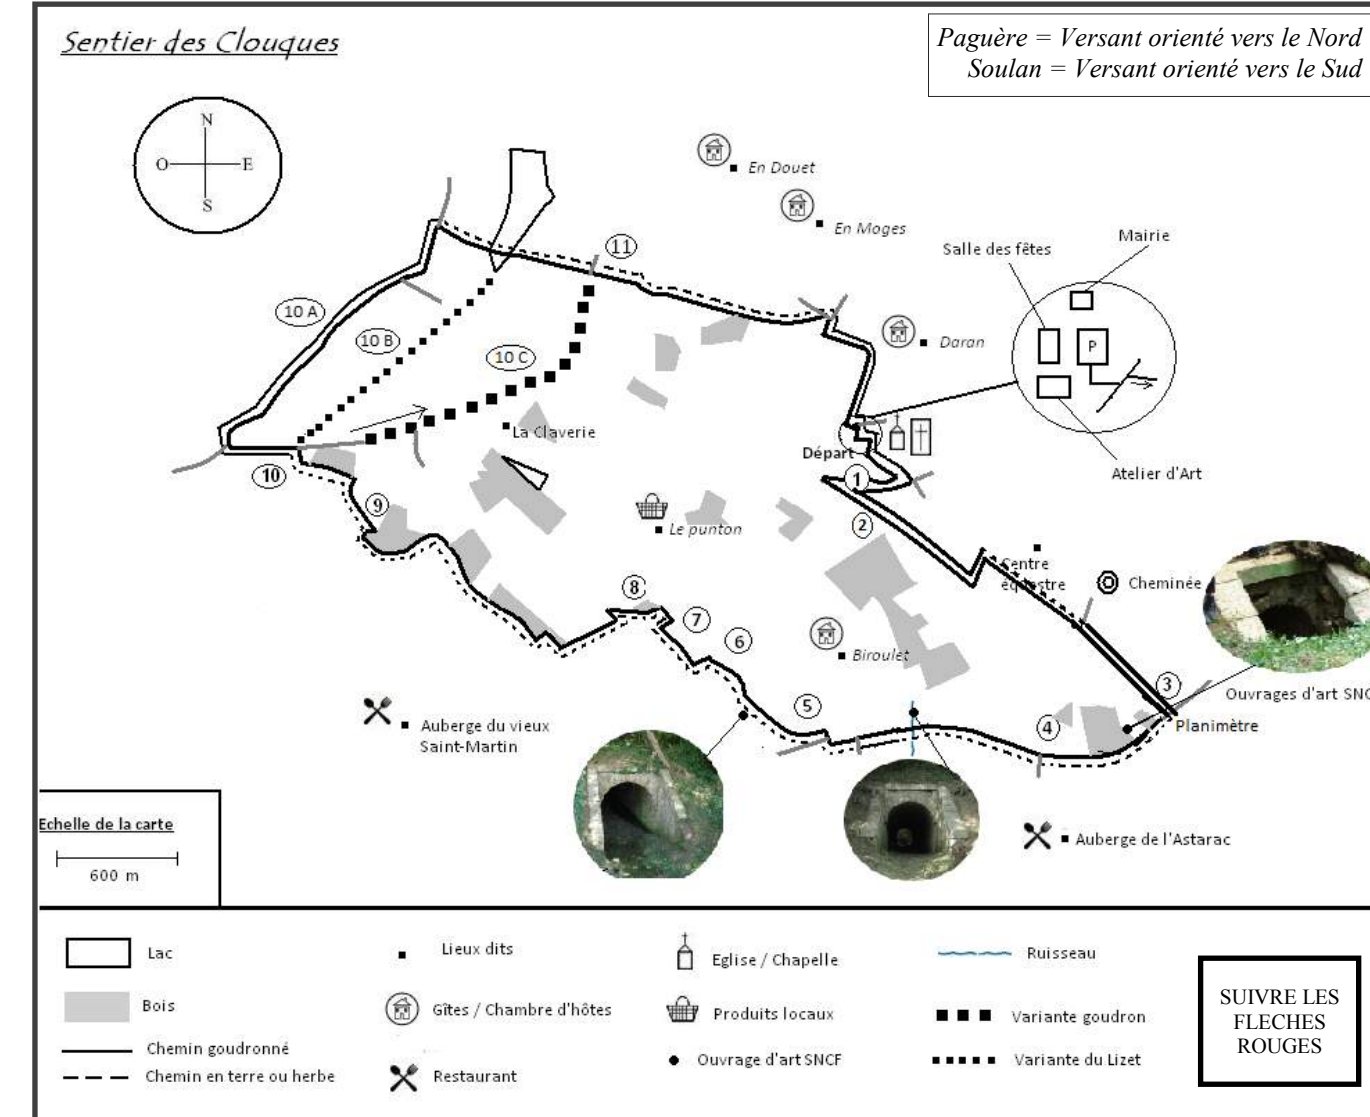 Sentier des Clouques
Paguère = Versant orienté vers le Nord
Soulan = Versant orienté vers le Sud
N
O
E
S
En Douet
En Moges
Salle des fêtes
Mairie
11
10 A
10 B
10 C
Daran
P
La Claverie
Départ
Atelier d'Art
1
10
9
2
Le punton
Centre
équestre
Cheminée
8
7
6
Biroulet
3
Ouvrages d'art SNC
5
4
Planimètre
Auberge du vieux
Saint-Martin
Auberge de l'Astarac
Echelle de la carte
600 m
Lac
Lieux dits
Eglise / Chapelle
Ruisseau
Bois
Gîtes / Chambre d'hôtes
Produits locaux
Variante goudron
Chemin goudronné
Chemin en terre ou herbe
Restaurant
Ouvrage d'art SNCF
Variante du Lizet
SUIVRE LES
FLECHES
ROUGES